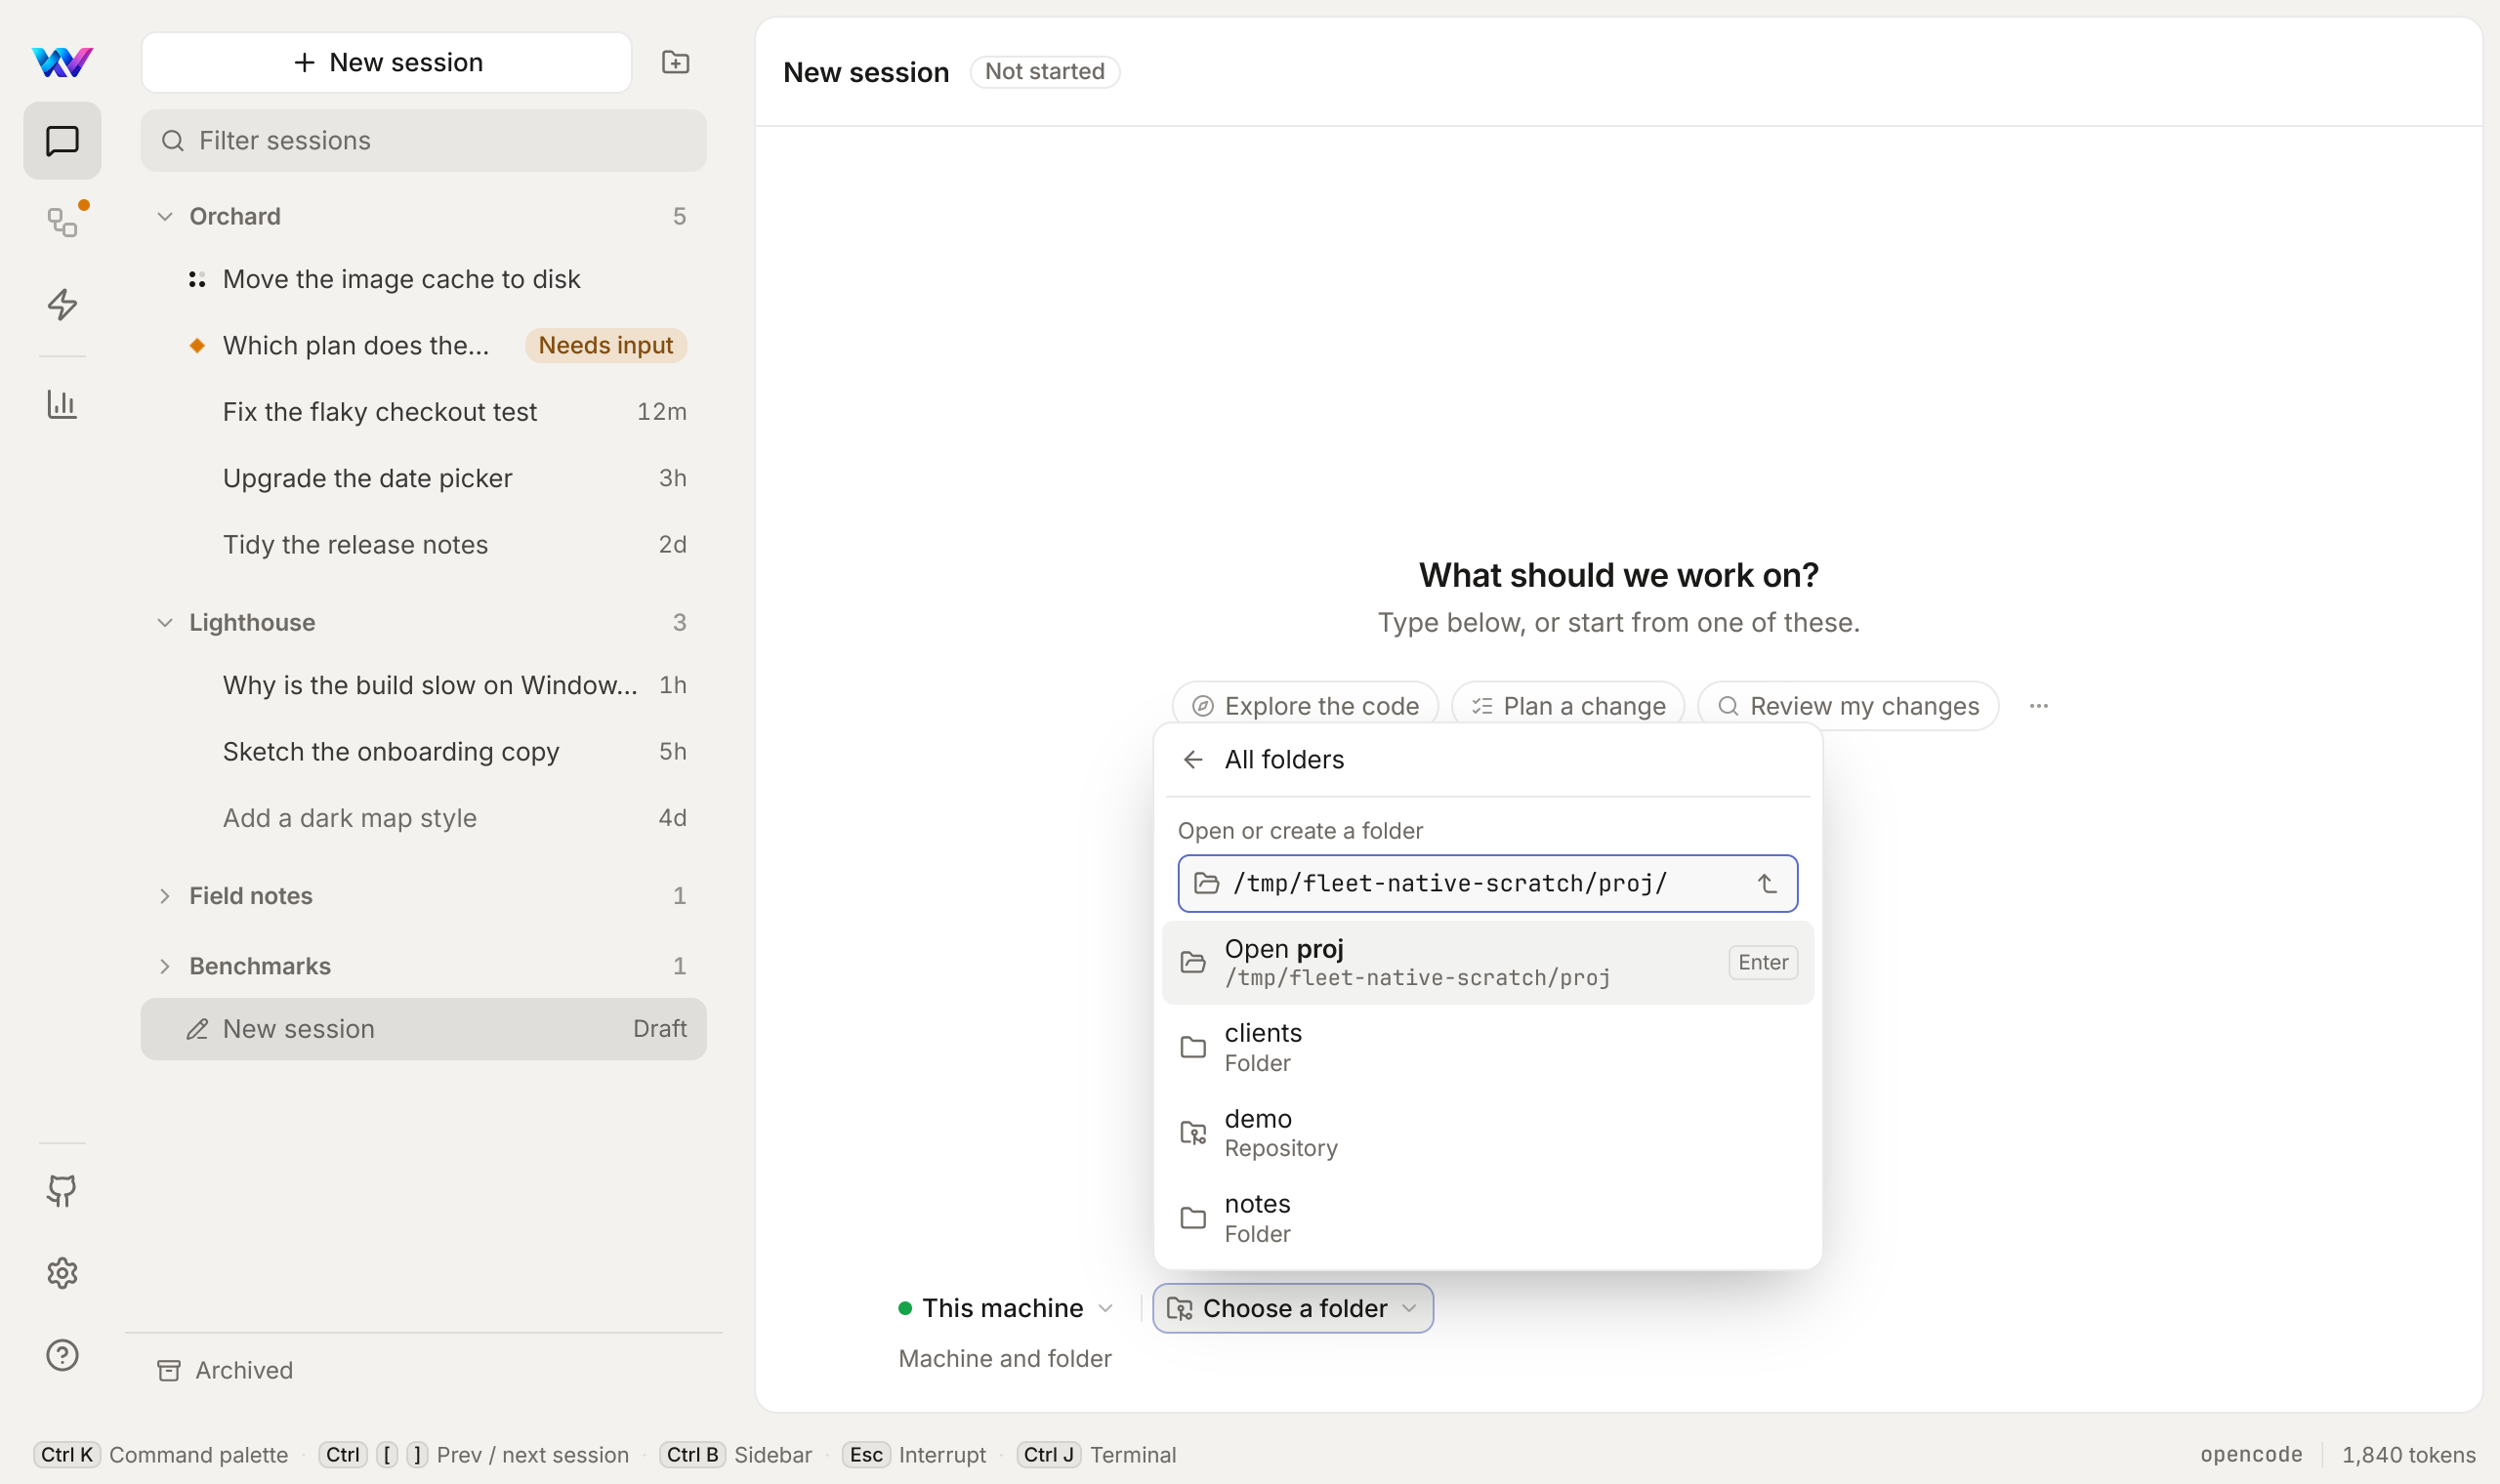 New session
Filter sessions
Orchard 5
Move the image cache to disk
Which plan does the... Needs input
Fix the flaky checkout test 12m
Upgrade the date picker 3h
Tidy the release notes 2d
Lighthouse 3
Why is the build slow on Window... 1h
Sketch the onboarding copy 5h
Add a dark map style 4d
Field notes 1
Benchmarks 1
New session Draft
Archived
New session Not started
What should we work on?
Type below, or start from one of these.
Explore the code Plan a change Review my changes
All folders
Open or create a folder
/tmp/fleet-native-scratch/proj/
Open proj
/tmp/fleet-native-scratch/proj
Enter
clients
Folder
demo
Repository
notes
Folder
This machine Choose a folder
Machine and folder
Ctrl K Command palette · Ctrl [ ] Prev / next session · Ctrl B Sidebar · Esc Interrupt · Ctrl J Terminal
opencode 1,840 tokens